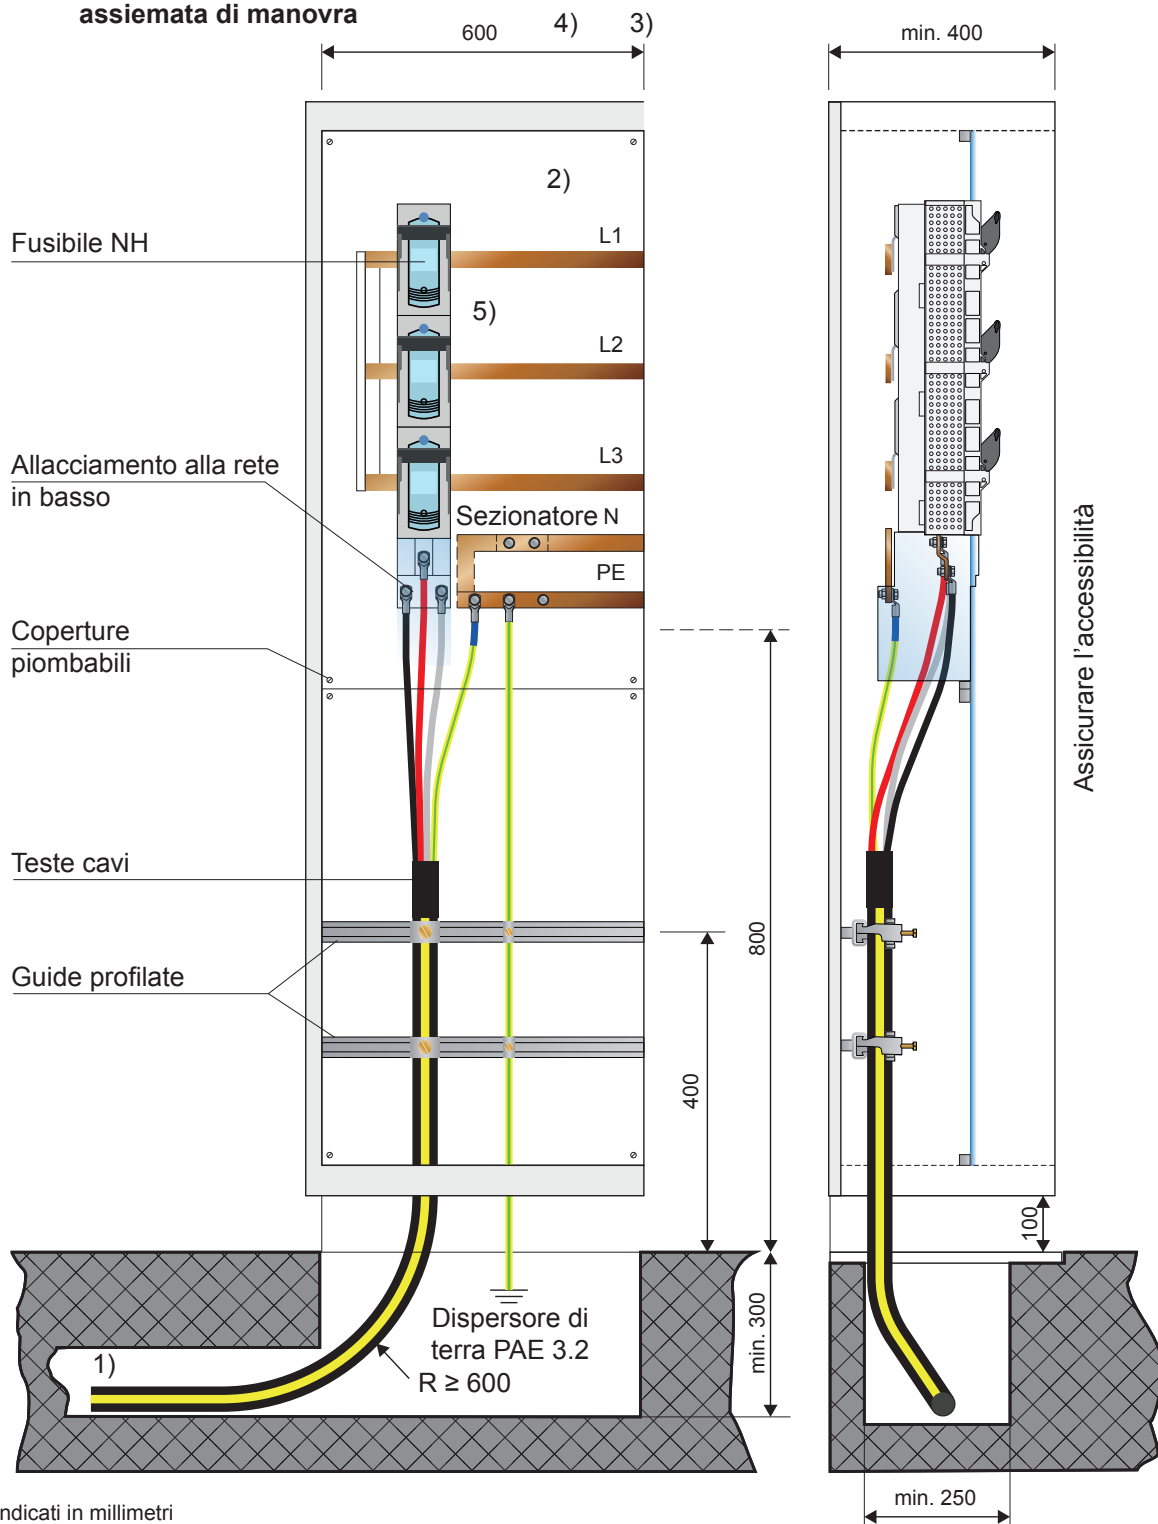 assiemata di manovra
600
4)
3)
min. 400
2)
Fusibile NH
L1
5)
L2
Allacciamento alla rete
in basso
L3
Sezionatore N
PE
Coperture
piombabili
Assicurare l'accessibilità
Teste cavi
800
Guide profilate
400
100
Dispersore di
terra PAE 3.2
min. 300
1)
R ≥ 600
min. 250
ndicati in millimetri